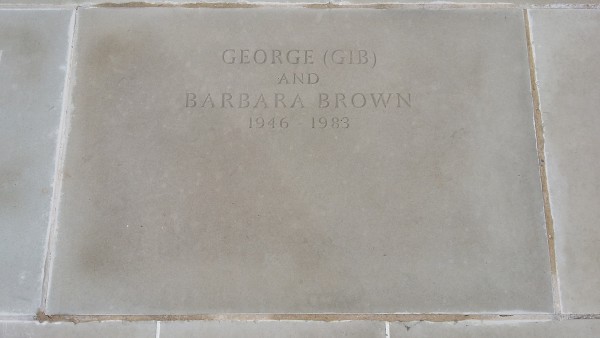 GEORGE (GIB)
AND
BARBARA BROWN
1946 - 1983